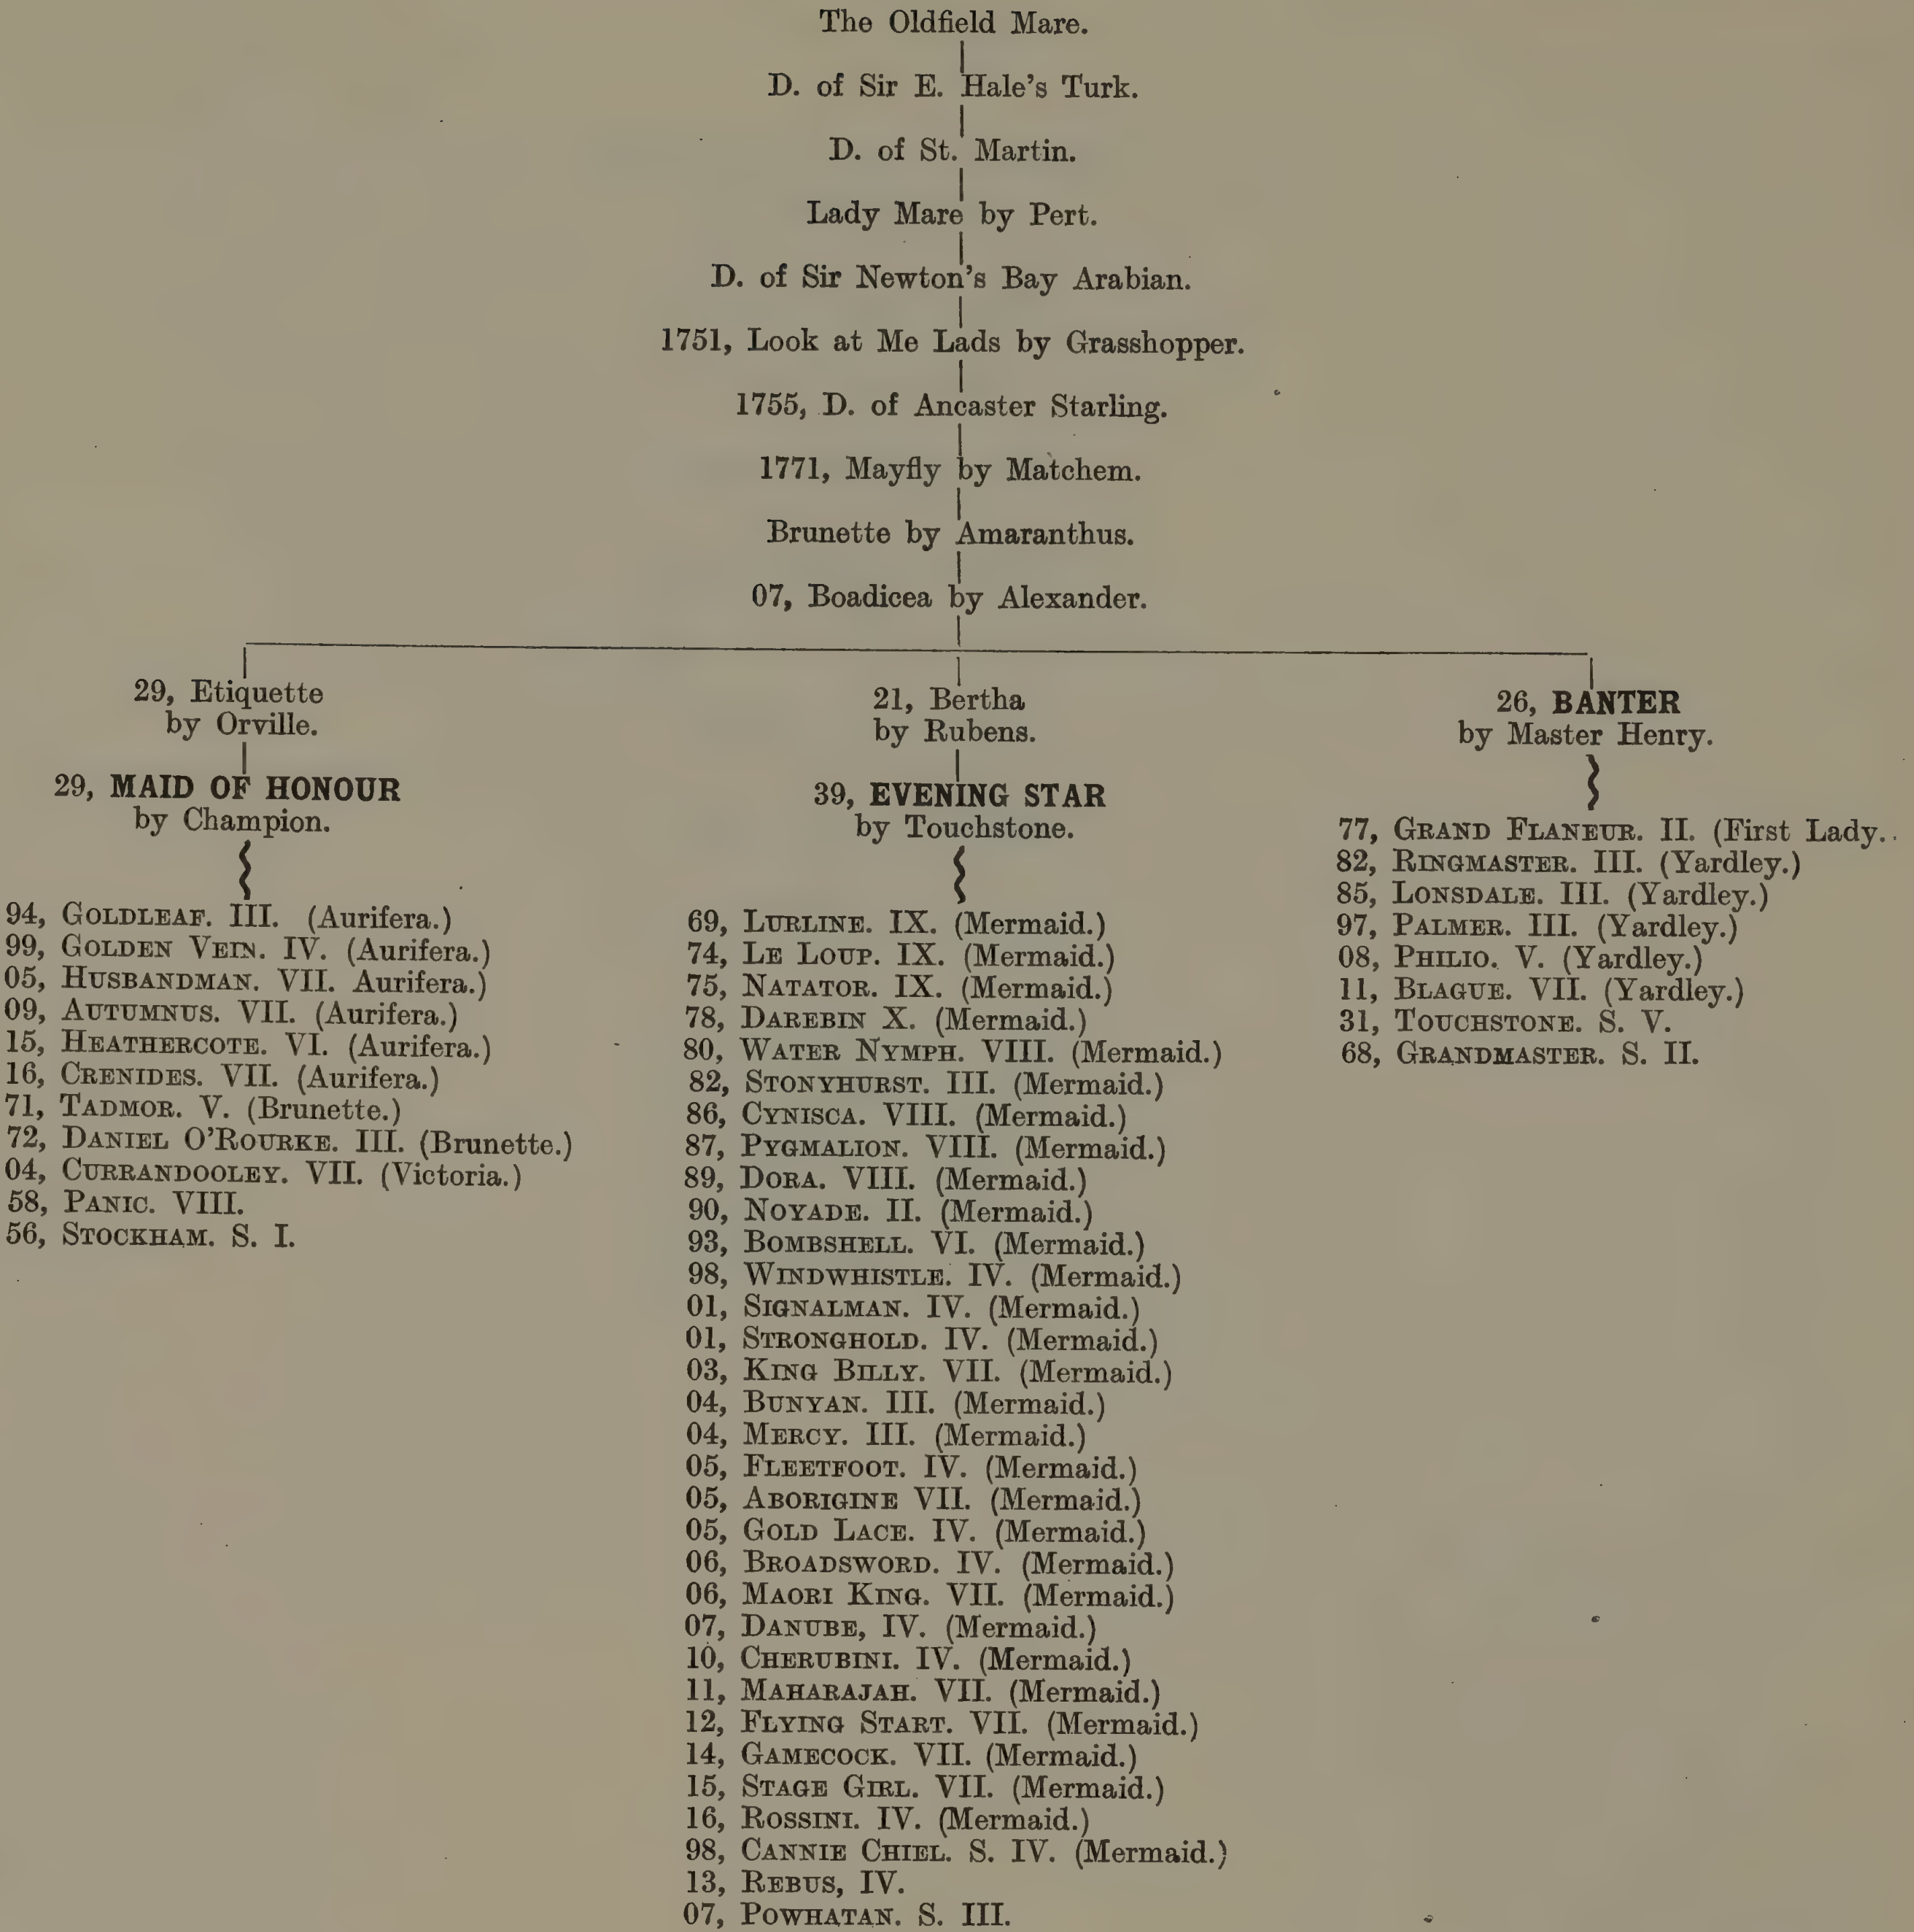 The Oldfield Mare.
D. of Sir E. Hale's Turk.
D. of St. Martin.
Lady Mare by Pert.
D. of Sir Newton's Bay Arabian.
1751, Look at Me Lads by Grasshopper.
1755, D. of Ancaster Starling.
1771, Mayfly by Matchem.
Brunette by Amaranthus.
07, Boadicea by Alexander.
29, Etiquette
by Orville.
29, MAID OF HONOUR
by Champion.
94, GOLDLEAF. III. (Aurifera.)
99, GOLDEN VEIN. IV. (Aurifera.)
05, HUSBANDMAN. VII. Aurifera.)
09, AUTUMNUS. VII. (Aurifera.)
15, HEATHERCOTE. VI. (Aurifera.)
16, CRENIDES. VII. (Aurifera.)
71, TADMOR. V. (Brunette.)
72, DANIEL O'ROURKE. III. (Brunette.)
04, CURRANDOOLEY. VII. (Victoria.)
58, PANIC. VIII.
56, STOCKHAM. S. I.
21, Bertha
by Rubens.
39, EVENING STAR
by Touchstone.
69, LURLINE. IX. (Mermaid.)
74, LE LOUP. IX. (Mermaid.)
75, NATATOR. IX. (Mermaid.)
78, DAREBIN X. (Mermaid.)
80, WATER NYMPH. VIII. (Mermaid.)
82, STONYHURST. III. (Mermaid.)
86, CYNISCA. VIII. (Mermaid.)
87, PYGMALION. VIII. (Mermaid.)
89, DORA. VIII. (Mermaid.)
90, NOYADE. II. (Mermaid.)
93, BOMBSHELL. VI. (Mermaid.)
98, WINDWHISTLE. IV. (Mermaid.)
01, SIGNALMAN. IV. (Mermaid.)
01, STRONGHOLD. IV. (Mermaid.)
03, KING BILLY. VII. (Mermaid.)
04, BUNYAN. III. (Mermaid.)
04, MERCY. III. (Mermaid.)
05, FLEETFOOT. IV. (Mermaid.)
05, ABORIGINE VII. (Mermaid.)
05, GOLD LACE. IV. (Mermaid.)
06, BROADSWORD. IV. (Mermaid.)
06, MAORI KING. VII. (Mermaid.)
07, DANUBE, IV. (Mermaid.)
10, CHERUBINI. IV. (Mermaid.)
11, MAHARAJAH. VII. (Mermaid.)
12, FLYING START. VII. (Mermaid.)
14, GAMECOCK. VII. (Mermaid.)
15, STAGE GIRL. VII. (Mermaid.)
16, ROSSINI. IV. (Mermaid.)
98, CANNIE CHIEL. S. IV. (Mermaid.)
13, REBUS, IV.
07, POWHATAN. S. III.
26, BANTER
by Master Henry.
77, GRAND FLANEUR. II. (First Lady.
82, RINGMASTER. III. (Yardley.)
85, LONSDALE. III. (Yardley.)
97, PALMER. III. (Yardley.)
08, PHILIO. V. (Yardley.)
11, BLAGUE. VII. (Yardley.)
31, TOUCHSTONE. S. V.
68, GRANDMASTER. S. II.